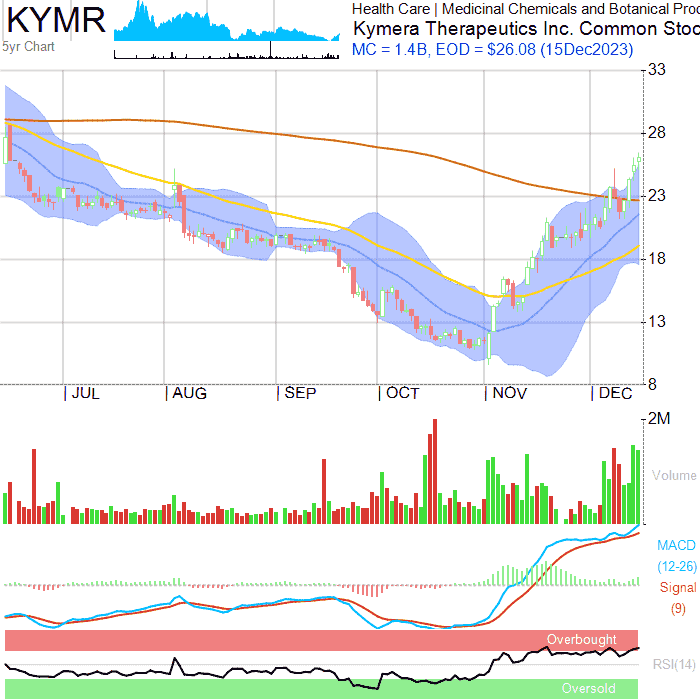 KYMR
Health Care | Medicinal Chemicals and Botanical Proc
Kymera Therapeutics Inc. Common Stoc
5yr Chart
MC = 1.4B, EOD = $26.08 (15Dec2023)
33
28
23
18
13
8
JUL
AUG
SEP
OCT
NOV
DEC
2M
Volume
MACD
(12-26)
Signal
(9)
Overbought
RSI(14)
Oversold